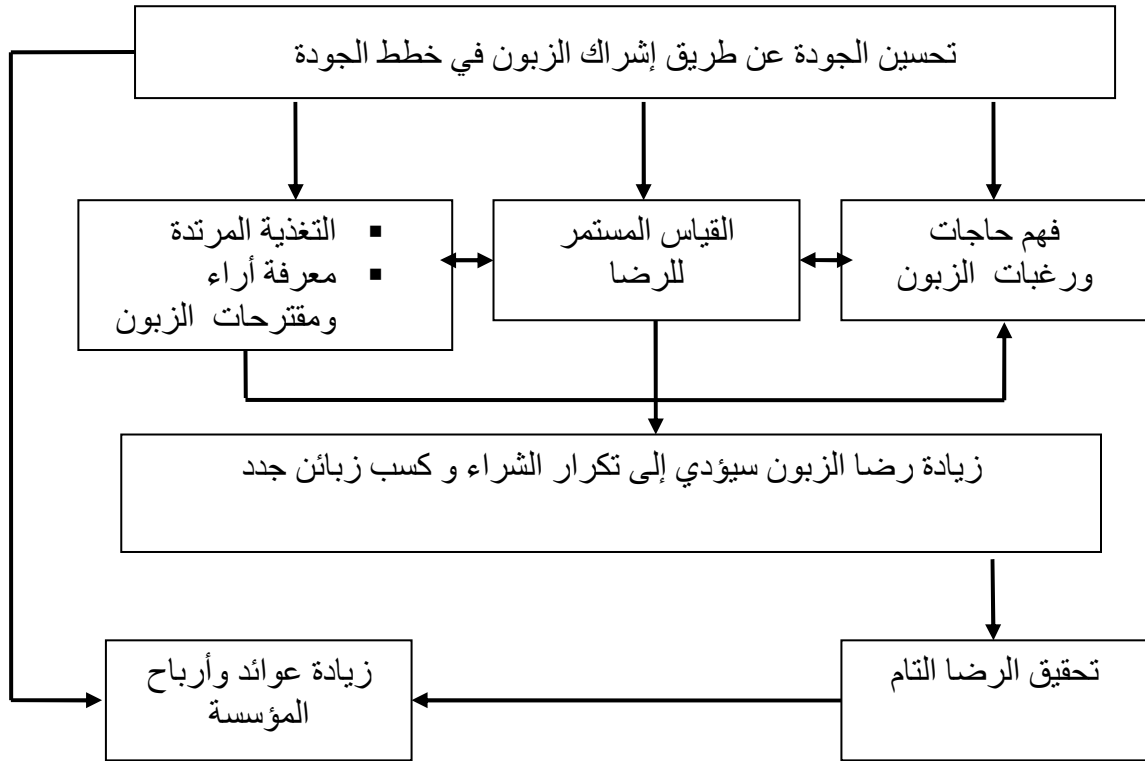 تحسين الجودة عن طريق إشراك الزبون في خطط الجودة
فهم حاجات
ورغبات الزبون
القياس المستمر
للرضا
▪ التغذية المرتدة
▪ معرفة أراء
ومقترحات الزبون
زيادة رضا الزبون سيؤدي إلى تكرار الشراء و كسب زبائن جدد
تحقيق الرضا التام
زيادة عوائد وأرباح
المؤسسة